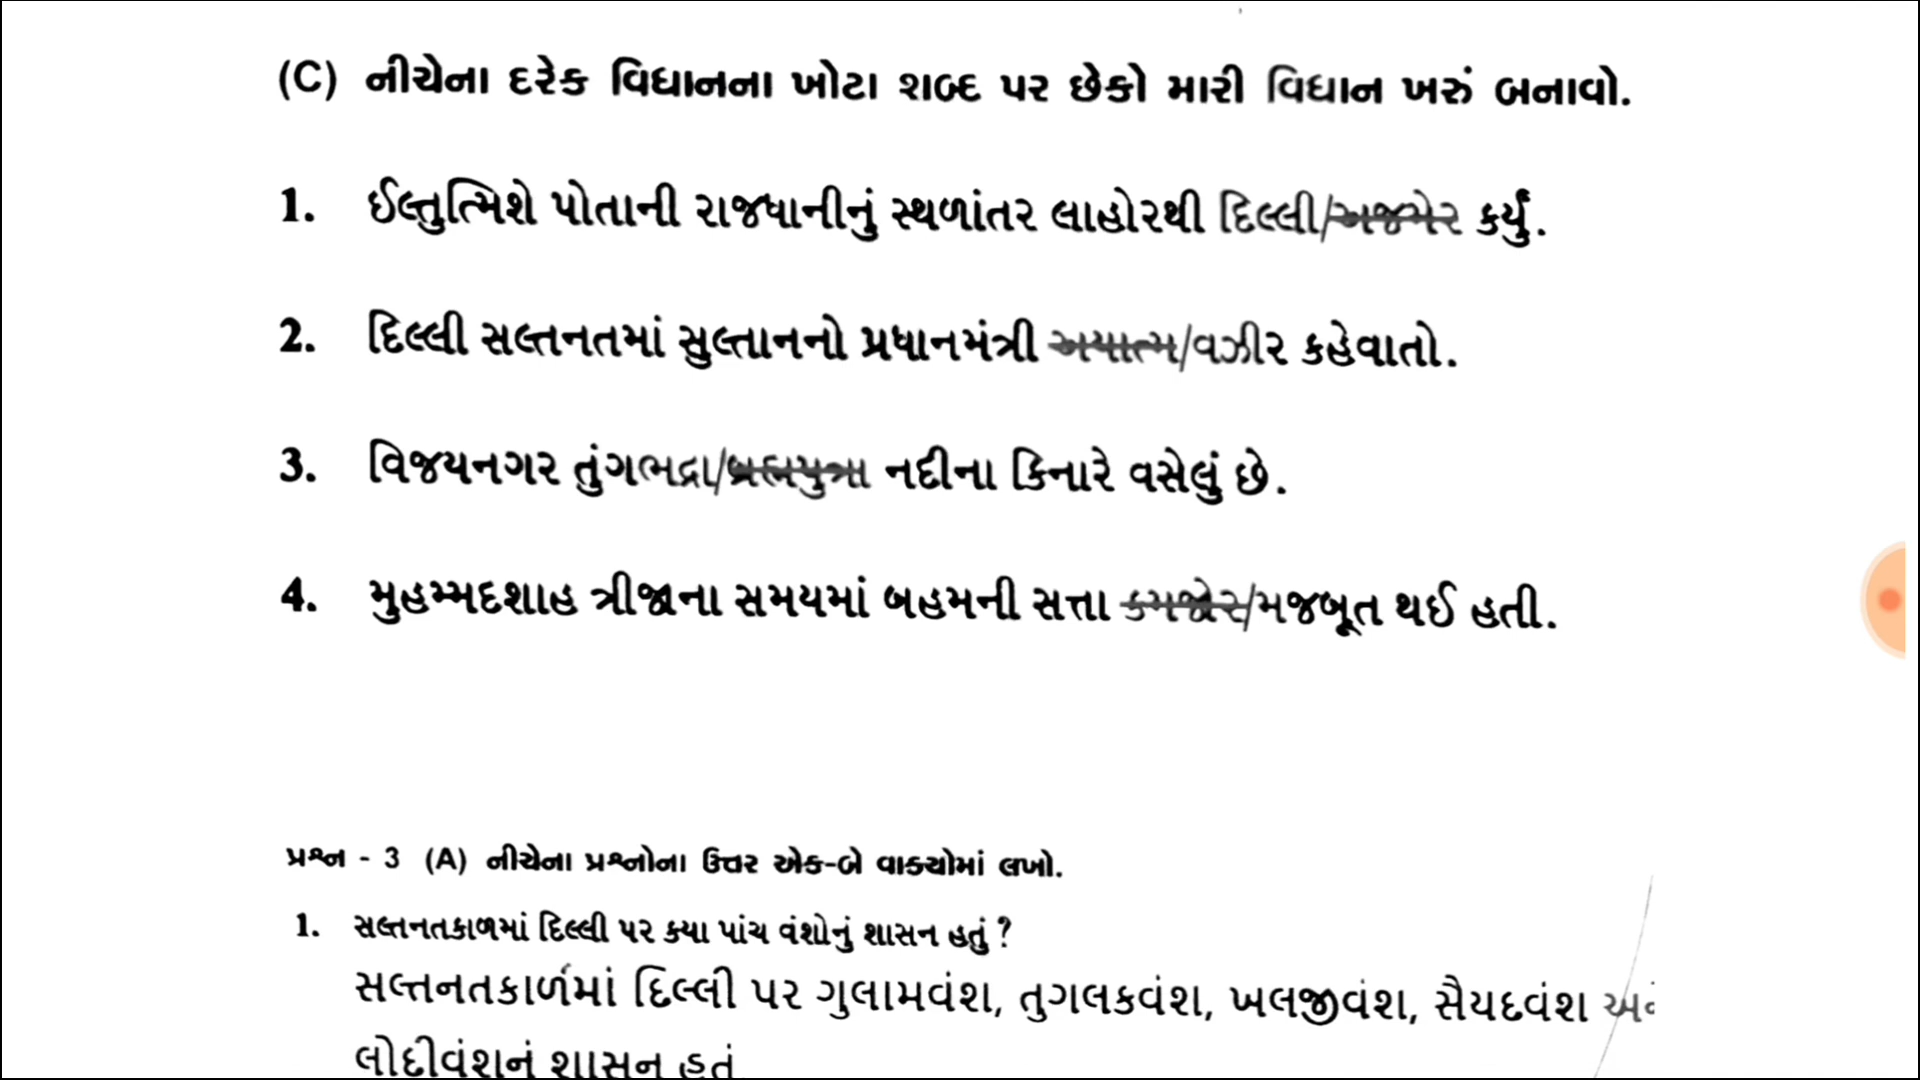 (C) નીચેના દરેક વિધાનના ખોટા શબ્દ પર છેકો મારી વિધાન ખરું બનાવો.
1. ઈલ્તુત્મિશે પોતાની રાજધાનીનું સ્થળાંતર લાહોરથી દિલ્લી/અજમેર કર્યું.
2. દિલ્લી સલ્તનતમાં સુલ્તાનનો પ્રધાનમંત્રી અયાત્મ/વઝીર કહેવાતો.
3. વિજયનગર તુંગભદ્રા/બ્રહ્મપુત્રા નદીના કિનારે વસેલું છે.
4. મુહમ્મદશાહ ત્રીજાના સમયમાં બહમની સત્તા કમજોર/મજબૂત થઈ હતી.
પ્રશ્ન - 3 (A) નીચેના પ્રશ્નોના ઉત્તર એક-બે વાક્યોમાં લખો.
1. સલ્તનતકાળમાં દિલ્લી પર કયા પાંચ વંશોનું શાસન હતું ?
સલ્તનતકાળમાં દિલ્લી પર ગુલામવંશ, તુગલકવંશ, ખલજીવંશ, સૈયદવંશ અને
લોદીવંશનું શાસન હતું